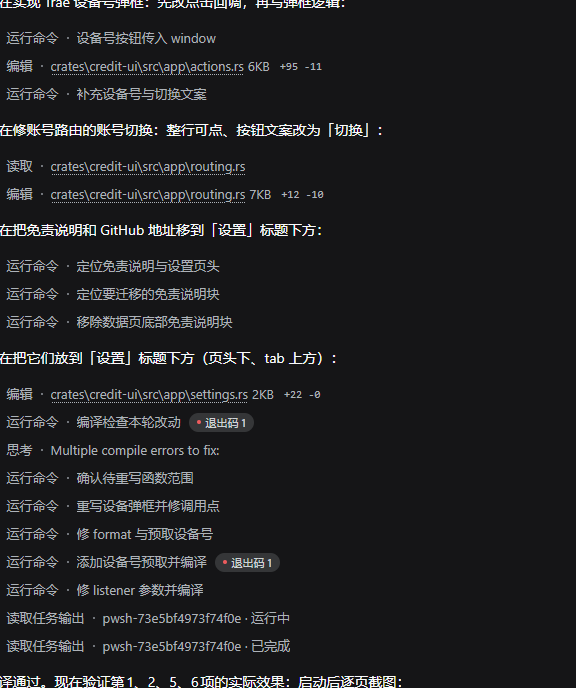 在实现 Trae 设备号弹框：先改点击回调，再写弹框逻辑：
运行命令 · 设备号按钮传入 window
编辑 · crates\credit-ui\src\app\actions.rs 6KB +95 -11
运行命令 · 补充设备号与切换文案
在修账号路由的账号切换：整行可点、按钮文案改为「切换」：
读取 · crates\credit-ui\src\app\routing.rs
编辑 · crates\credit-ui\src\app\routing.rs 7KB +12 -10
在把免责说明和 GitHub 地址移到「设置」标题下方：
运行命令 · 定位免责说明与设置页头
运行命令 · 定位要迁移的免责说明块
运行命令 · 移除数据页底部免责说明块
在把它们放到「设置」标题下方（页头下、tab 上方）：
编辑 · crates\credit-ui\src\app\settings.rs 2KB +22 -0
运行命令 · 编译检查本轮改动 • 退出码 1
思考 · Multiple compile errors to fix:
运行命令 · 确认待重写函数范围
运行命令 · 重写设备弹框并修调用点
运行命令 · 修 format 与预取设备号
运行命令 · 添加设备号预取并编译 • 退出码 1
运行命令 · 修 listener 参数并编译
读取任务输出 · pwsh-73e5bf4973f74f0e · 运行中
读取任务输出 · pwsh-73e5bf4973f74f0e · 已完成
译通过。现在验证第 1、2、5、6 项的实际效果：启动后逐页截图：